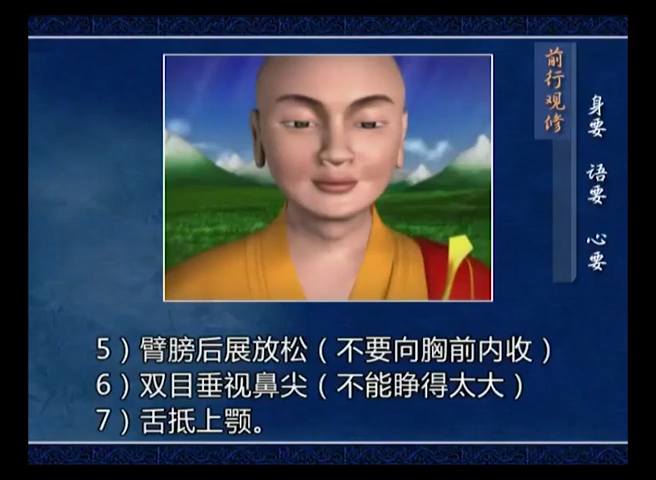 前行观修
身要 语要 心要
5）臂膀后展放松（不要向胸前内收）
6）双目垂视鼻尖（不能睁得太大）
7）舌抵上颚。